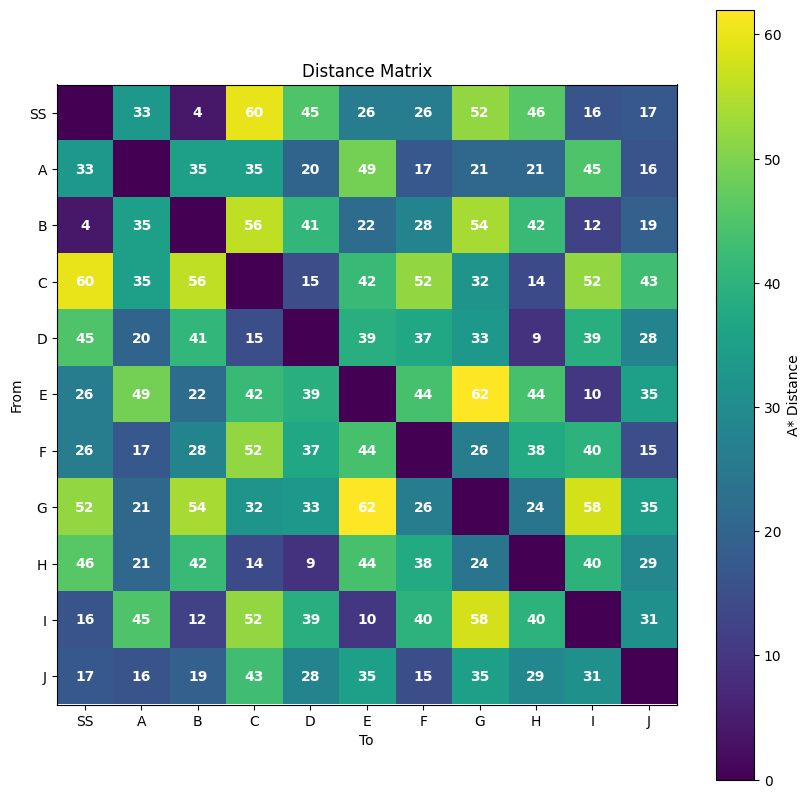 Distance Matrix
SS 33 4 60 45 26 26 52 46 16 17
A 33 35 35 20 49 17 21 21 45 16
B 4 35 56 41 22 28 54 42 12 19
C 60 35 56 15 42 52 32 14 52 43
D 45 20 41 15 39 37 33 9 39 28
E 26 49 22 42 39 44 62 44 10 35
F 26 17 28 52 37 44 26 38 40 15
G 52 21 54 32 33 62 26 24 58 35
H 46 21 42 14 9 44 38 24 40 29
I 16 45 12 52 39 10 40 58 40 31
J 17 16 19 43 28 35 15 35 29 31
SS A B C D E F G H I J
To
From
60
50
40
30
20
10
0
A* Distance